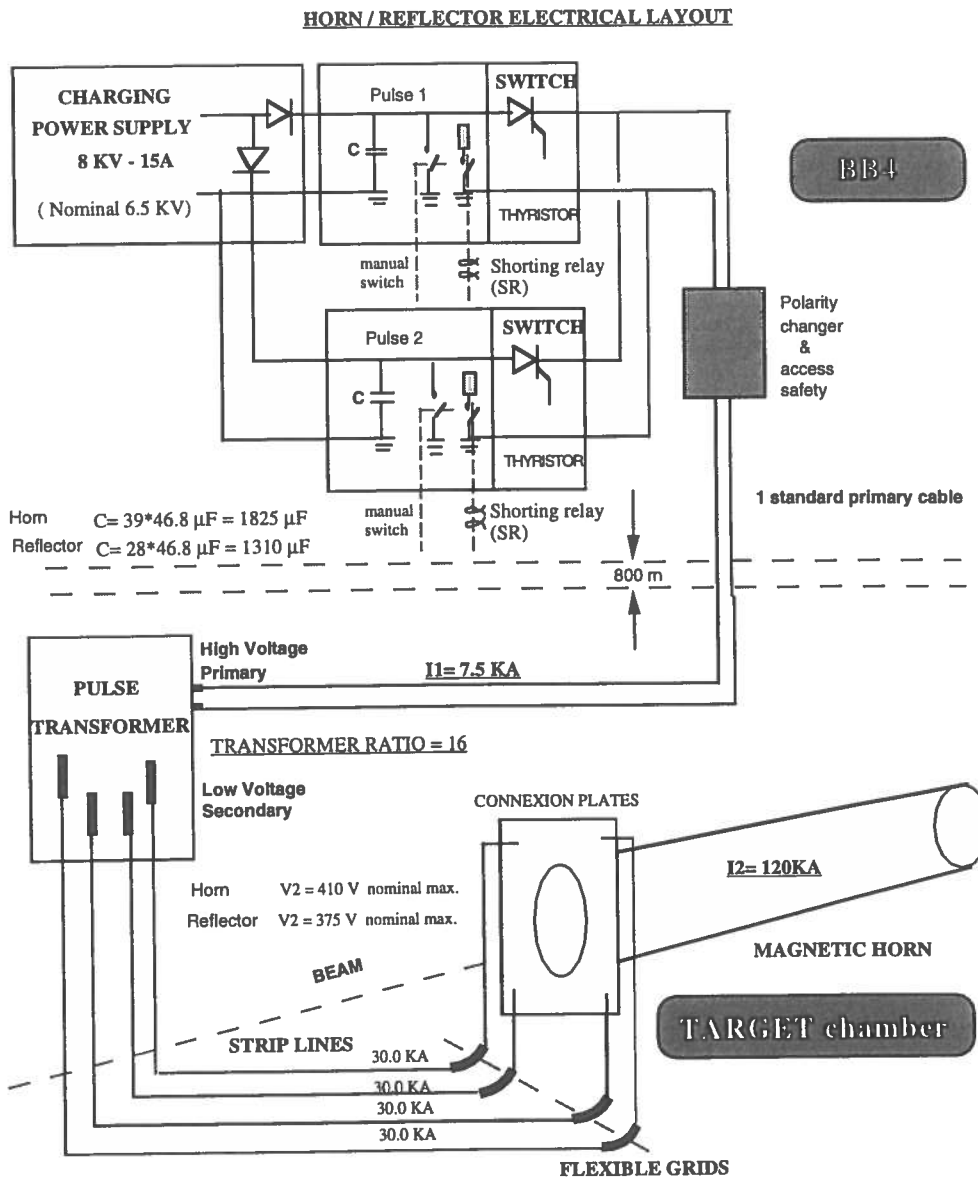 HORN / REFLECTOR ELECTRICAL LAYOUT
CHARGING
POWER SUPPLY
8 KV - 15A
( Nominal 6.5 KV)
Pulse 1
C
SWITCH
THYRISTOR
BB4
manual
switch
Shorting relay
(SR)
Pulse 2
C
SWITCH
THYRISTOR
Polarity
changer
&
access
safety
manual
switch
Shorting relay
(SR)
1 standard primary cable
Horn C= 39*46.8 µF = 1825 µF
Reflector C= 28*46.8 µF = 1310 µF
800 m
High Voltage
Primary
I1= 7.5 KA
PULSE
TRANSFORMER
TRANSFORMER RATIO = 16
Low Voltage
Secondary
CONNEXION PLATES
I2= 120KA
Horn V2 = 410 V nominal max.
Reflector V2 = 375 V nominal max.
BEAM
MAGNETIC HORN
TARGET chamber
STRIP LINES
30.0 KA
30.0 KA
30.0 KA
30.0 KA
FLEXIBLE GRIDS